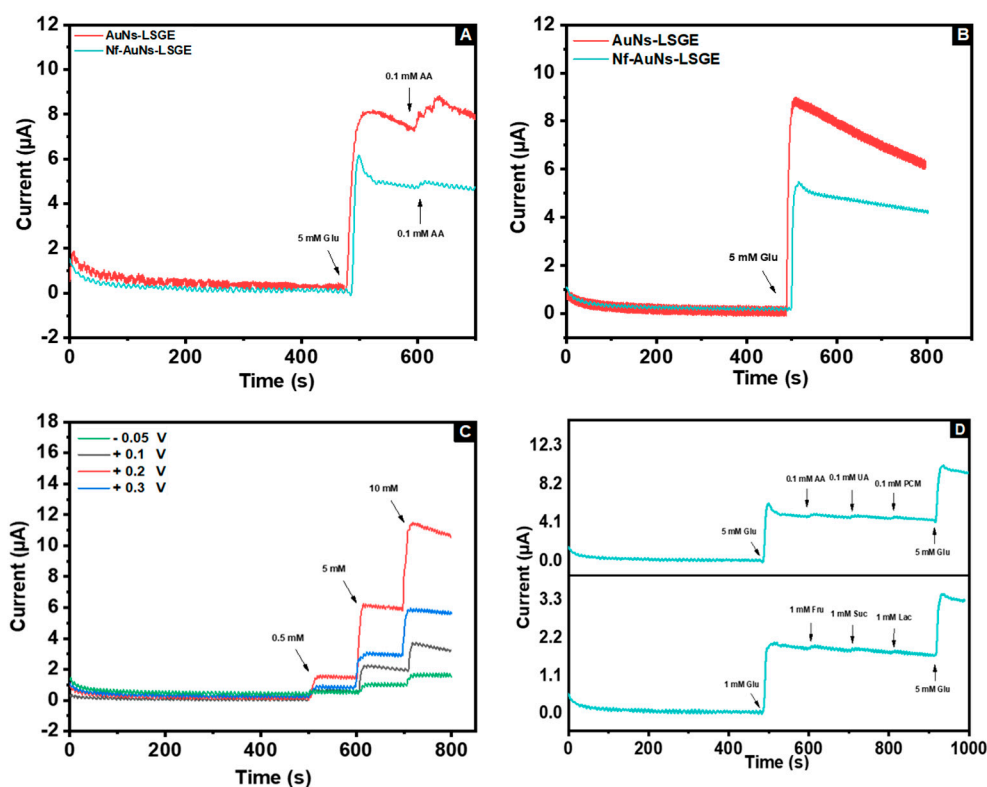 A
AuNs-LSGE
Nf-AuNs-LSGE
0.1 mM AA
5 mM Glu
0.1 mM AA
Current (µA)
12
10
8
6
4
2
0
-2
0
200
400
600
Time (s)
B
AuNs-LSGE
Nf-AuNs-LSGE
5 mM Glu
Current (µA)
12
10
8
6
4
2
0
0
200
400
600
800
Time (s)
C
- 0.05 V
+ 0.1 V
+ 0.2 V
+ 0.3 V
10 mM
5 mM
0.5 mM
Current (µA)
18
16
14
12
10
8
6
4
2
0
-2
0
200
400
600
800
Time (s)
D
0.1 mM AA
0.1 mM UA
0.1 mM PCM
5 mM Glu
5 mM Glu
1 mM Fru
1 mM Suc
1 mM Lac
1 mM Glu
5 mM Glu
Current (µA)
12.3
8.2
4.1
0.0
3.3
2.2
1.1
0.0
0
200
400
600
800
1000
Time (s)